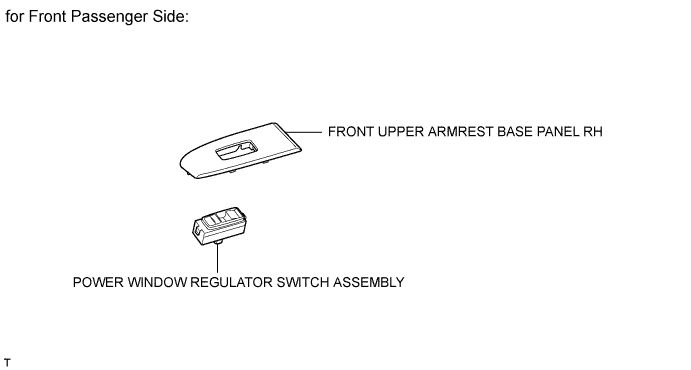 for Front Passenger Side:
FRONT UPPER ARMREST BASE PANEL RH
POWER WINDOW REGULATOR SWITCH ASSEMBLY
T